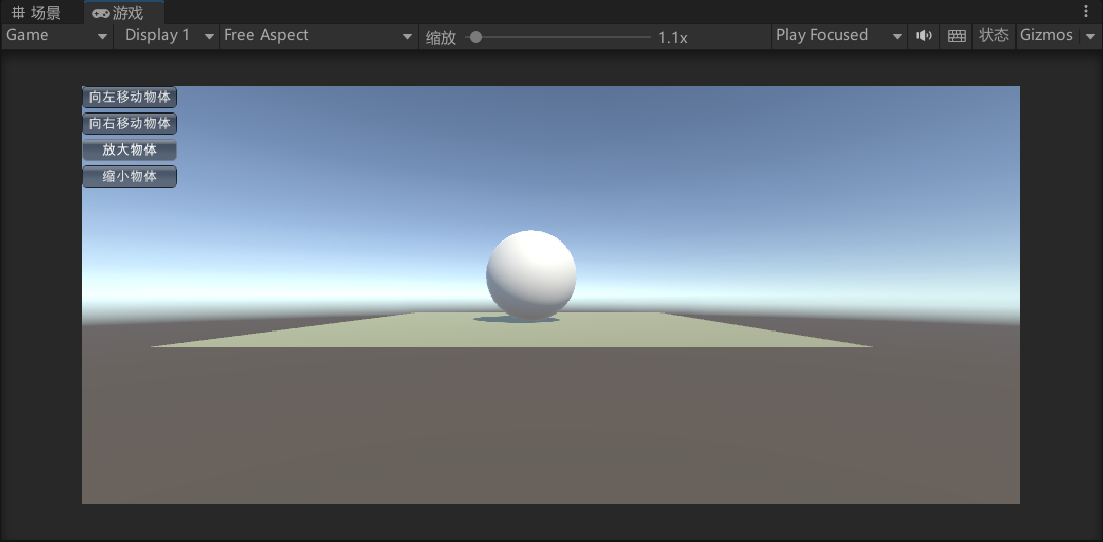 场景 游戏
Game Display 1 Free Aspect 缩放 1.1x Play Focused 状态 Gizmos
向左移动物体
向右移动物体
放大物体
缩小物体